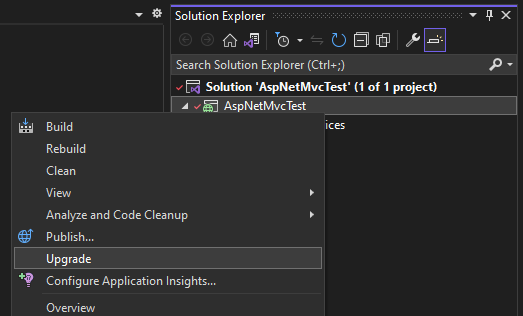 Solution Explorer
Search Solution Explorer (Ctrl+;)
Solution 'AspNetMvcTest' (1 of 1 project)
AspNetMvcTest
ices
Build
Rebuild
Clean
View
Analyze and Code Cleanup
Publish...
Upgrade
Configure Application Insights...
Overview